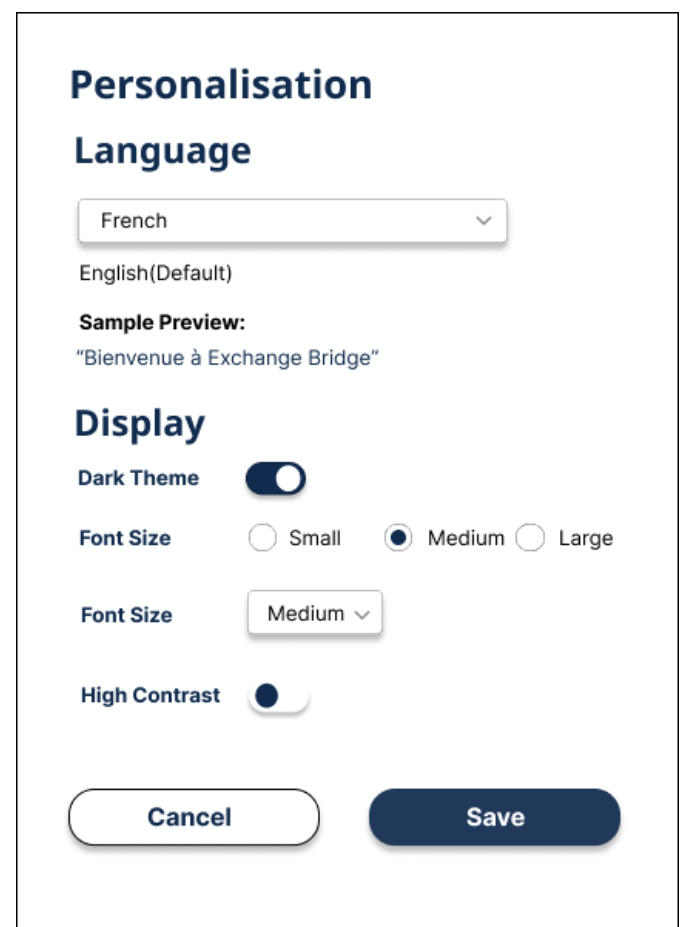 Personalisation
Language
French
English(Default)
Sample Preview:
“Bienvenue à Exchange Bridge”
Display
Dark Theme
Font Size Small Medium Large
Font Size Medium
High Contrast
Cancel Save